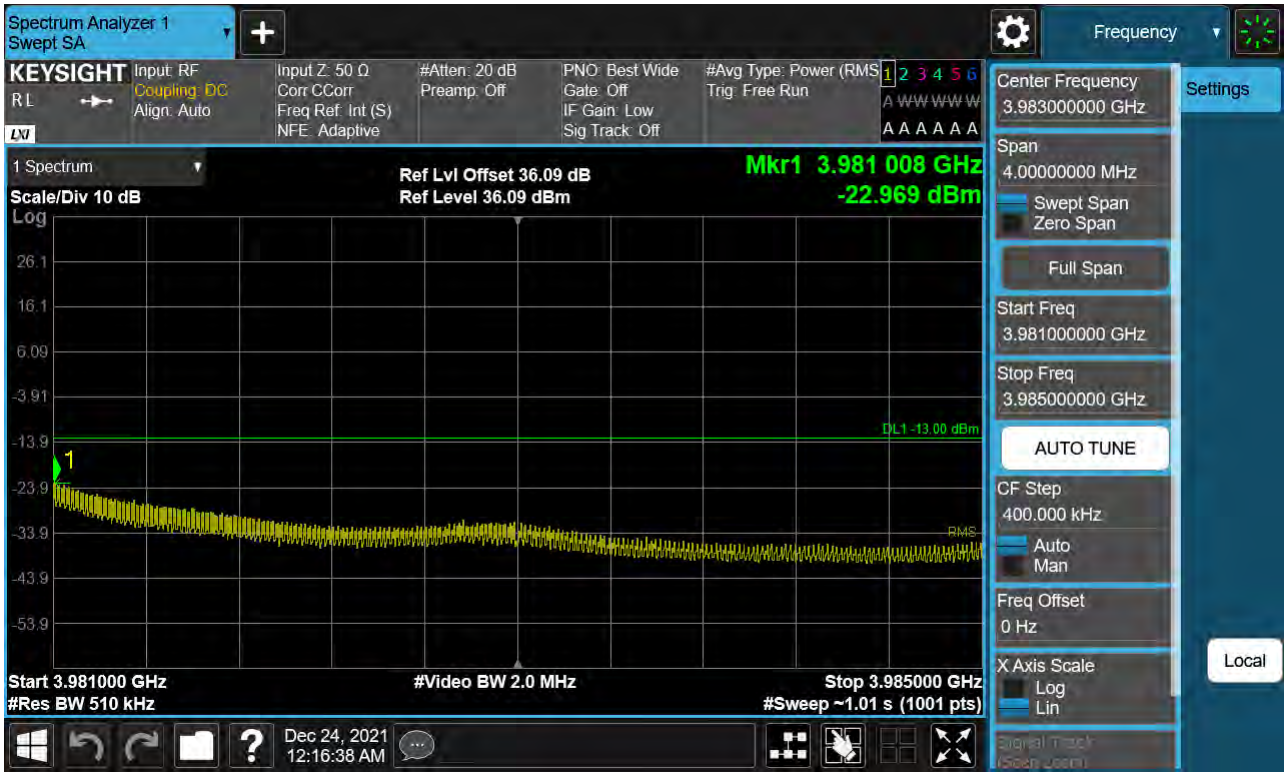 Spectrum Analyzer 1
Swept SA
+
Frequency
KEYSIGHT
RL
LXI
Input: RF
Coupling: DC
Align: Auto
Input Z: 50 Ω
Corr CCorr
Freq Ref: Int (S)
NFE: Adaptive
#Atten: 20 dB
Preamp: Off
PNO: Best Wide
Gate: Off
IF Gain: Low
Sig Track: Off
#Avg Type: Power (RMS
Trig: Free Run
1 2 3 4 5 6
A W W W W W
A A A A A A
1 Spectrum
Scale/Div 10 dB
Log
Ref Lvl Offset 36.09 dB
Ref Level 36.09 dBm
Mkr1 3.981 008 GHz
-22.969 dBm
26.1
16.1
6.09
-3.91
-13.9
-23.9
-33.9
-43.9
-53.9
DL1 -13.00 dBm
1
RMS
Start 3.981000 GHz
#Res BW 510 kHz
#Video BW 2.0 MHz
Stop 3.985000 GHz
#Sweep ~1.01 s (1001 pts)
Center Frequency
3.983000000 GHz
Span
4.00000000 MHz
Swept Span
Zero Span
Full Span
Start Freq
3.981000000 GHz
Stop Freq
3.985000000 GHz
AUTO TUNE
CF Step
400.000 kHz
Auto
Man
Freq Offset
0 Hz
X Axis Scale
Log
Lin
Signal Track
(Span Zoom)
Settings
Local
?
Dec 24, 2021
12:16:38 AM